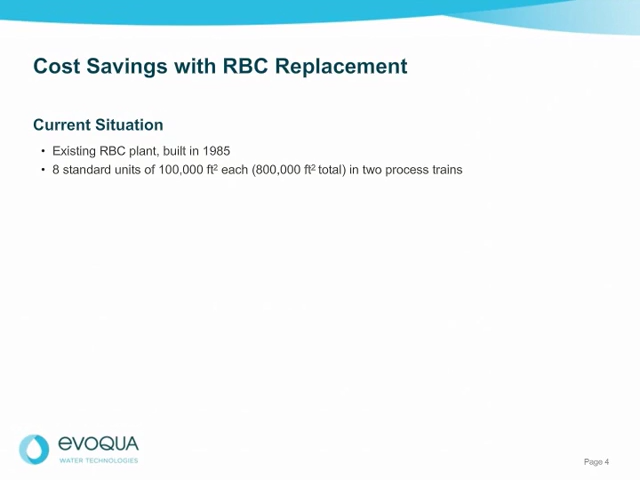 Cost Savings with RBC Replacement
Current Situation
• Existing RBC plant, built in 1985
• 8 standard units of 100,000 ft² each (800,000 ft² total) in two process trains
evoqua
WATER TECHNOLOGIES
Page 4